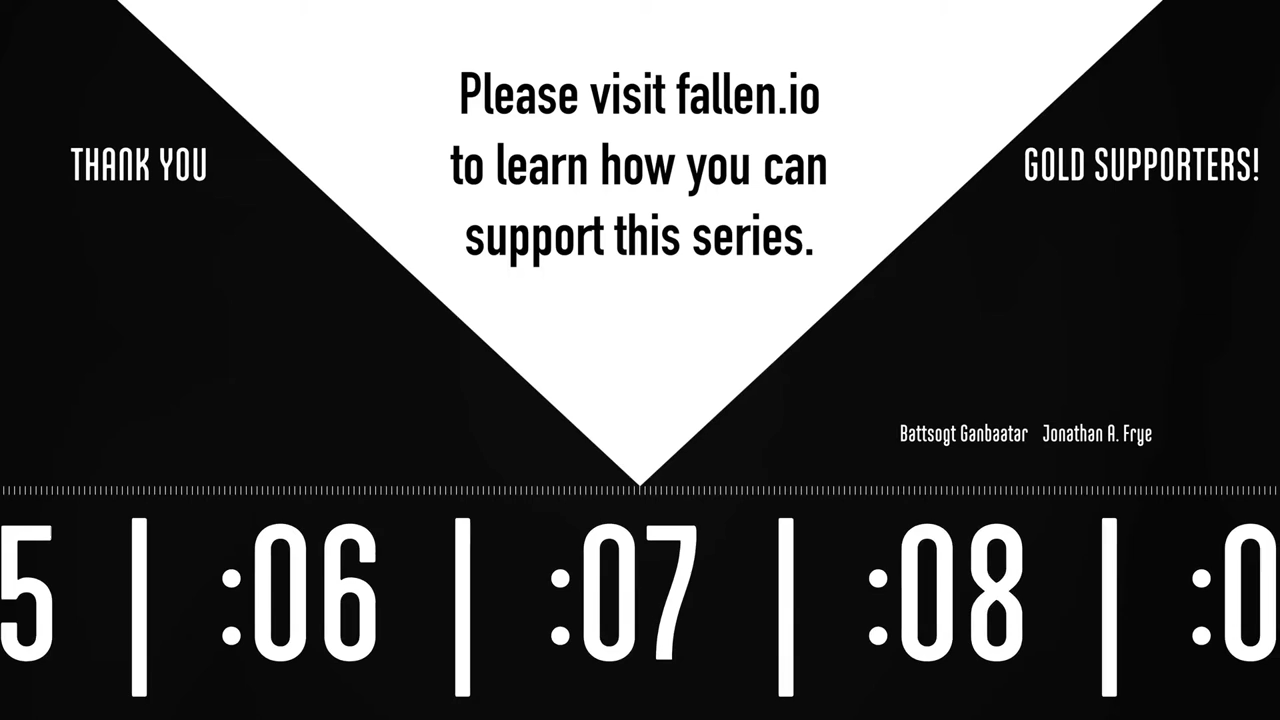 Please visit fallen.io
to learn how you can
support this series.
THANK YOU
GOLD SUPPORTERS!
Battsogt Ganbaatar Jonathan A. Frye
5 | :06 | :07 | :08 | :0